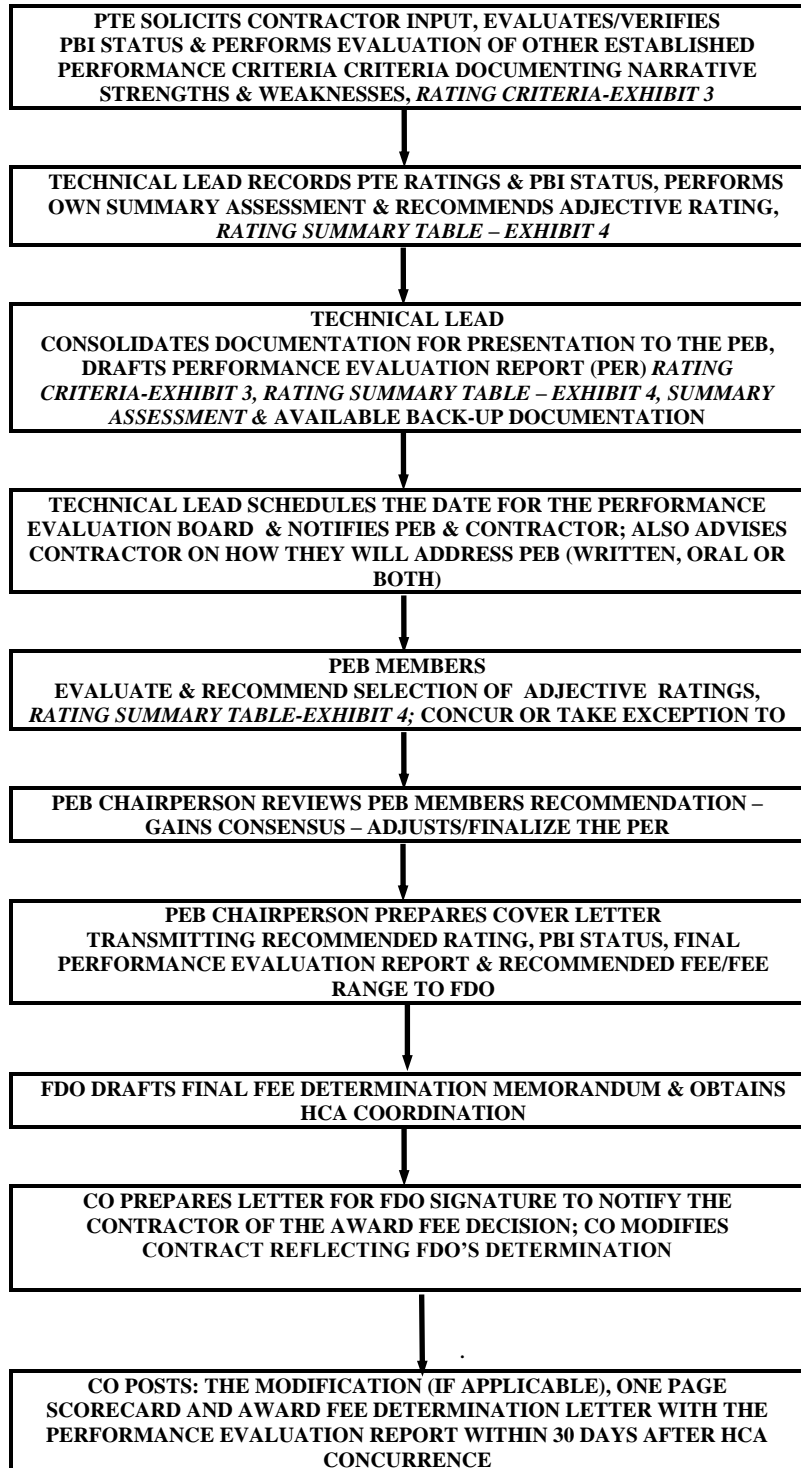 PTE SOLICITS CONTRACTOR INPUT, EVALUATES/VERIFIES
PBI STATUS & PERFORMS EVALUATION OF OTHER ESTABLISHED
PERFORMANCE CRITERIA CRITERIA DOCUMENTING NARRATIVE
STRENGTHS & WEAKNESSES, RATING CRITERIA-EXHIBIT 3
TECHNICAL LEAD RECORDS PTE RATINGS & PBI STATUS, PERFORMS
OWN SUMMARY ASSESSMENT & RECOMMENDS ADJECTIVE RATING,
RATING SUMMARY TABLE – EXHIBIT 4
TECHNICAL LEAD
CONSOLIDATES DOCUMENTATION FOR PRESENTATION TO THE PEB,
DRAFTS PERFORMANCE EVALUATION REPORT (PER) RATING
CRITERIA-EXHIBIT 3, RATING SUMMARY TABLE – EXHIBIT 4, SUMMARY
ASSESSMENT & AVAILABLE BACK-UP DOCUMENTATION
TECHNICAL LEAD SCHEDULES THE DATE FOR THE PERFORMANCE
EVALUATION BOARD & NOTIFIES PEB & CONTRACTOR; ALSO ADVISES
CONTRACTOR ON HOW THEY WILL ADDRESS PEB (WRITTEN, ORAL OR
BOTH)
PEB MEMBERS
EVALUATE & RECOMMEND SELECTION OF ADJECTIVE RATINGS,
RATING SUMMARY TABLE-EXHIBIT 4; CONCUR OR TAKE EXCEPTION TO
PEB CHAIRPERSON REVIEWS PEB MEMBERS RECOMMENDATION –
GAINS CONSENSUS – ADJUSTS/FINALIZE THE PER
PEB CHAIRPERSON PREPARES COVER LETTER
TRANSMITTING RECOMMENDED RATING, PBI STATUS, FINAL
PERFORMANCE EVALUATION REPORT & RECOMMENDED FEE/FEE
RANGE TO FDO
FDO DRAFTS FINAL FEE DETERMINATION MEMORANDUM & OBTAINS
HCA COORDINATION
CO PREPARES LETTER FOR FDO SIGNATURE TO NOTIFY THE
CONTRACTOR OF THE AWARD FEE DECISION; CO MODIFIES
CONTRACT REFLECTING FDO’S DETERMINATION
.
CO POSTS: THE MODIFICATION (IF APPLICABLE), ONE PAGE
SCORECARD AND AWARD FEE DETERMINATION LETTER WITH THE
PERFORMANCE EVALUATION REPORT WITHIN 30 DAYS AFTER HCA
CONCURRENCE